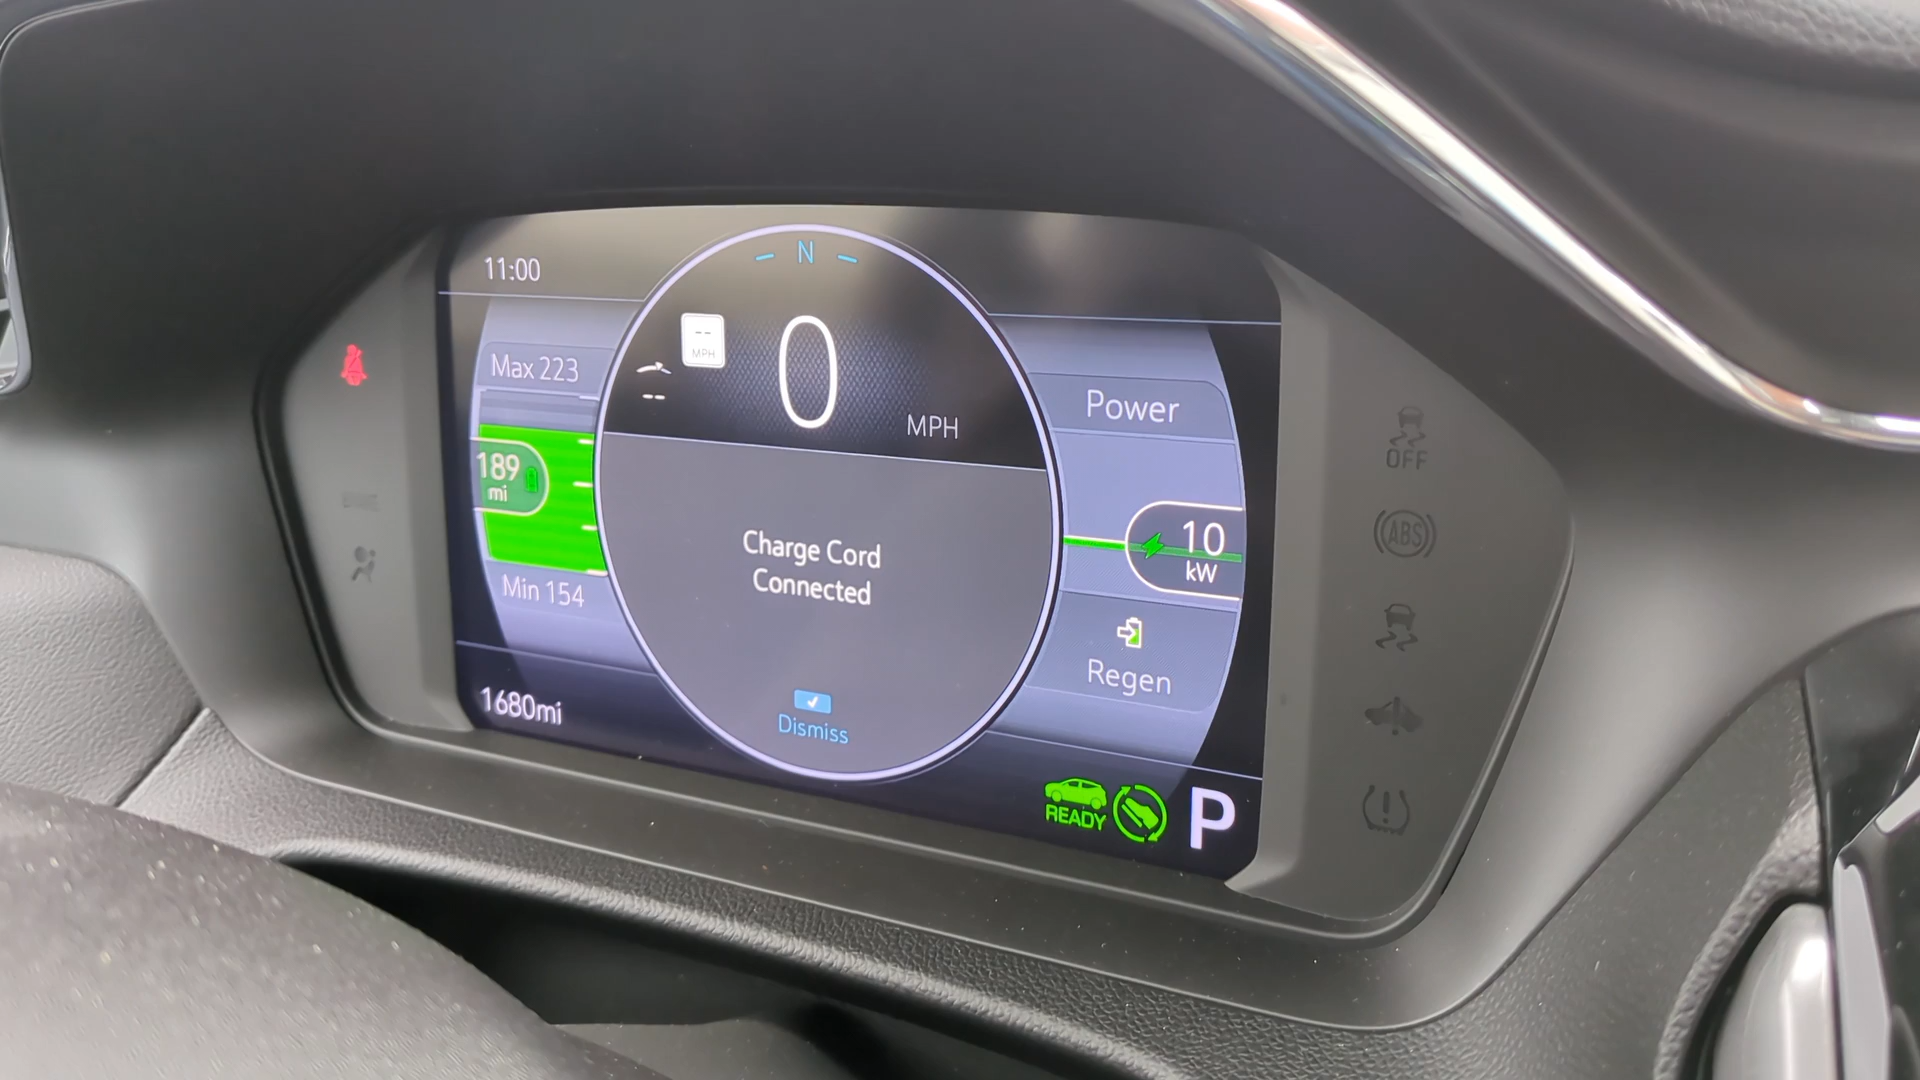 11:00
N
Max 223
--
MPH
0
MPH
--
189
mi
Min 154
1680mi
Charge Cord
Connected
Dismiss
Power
10
kW
Regen
READY
P
OFF
ABS